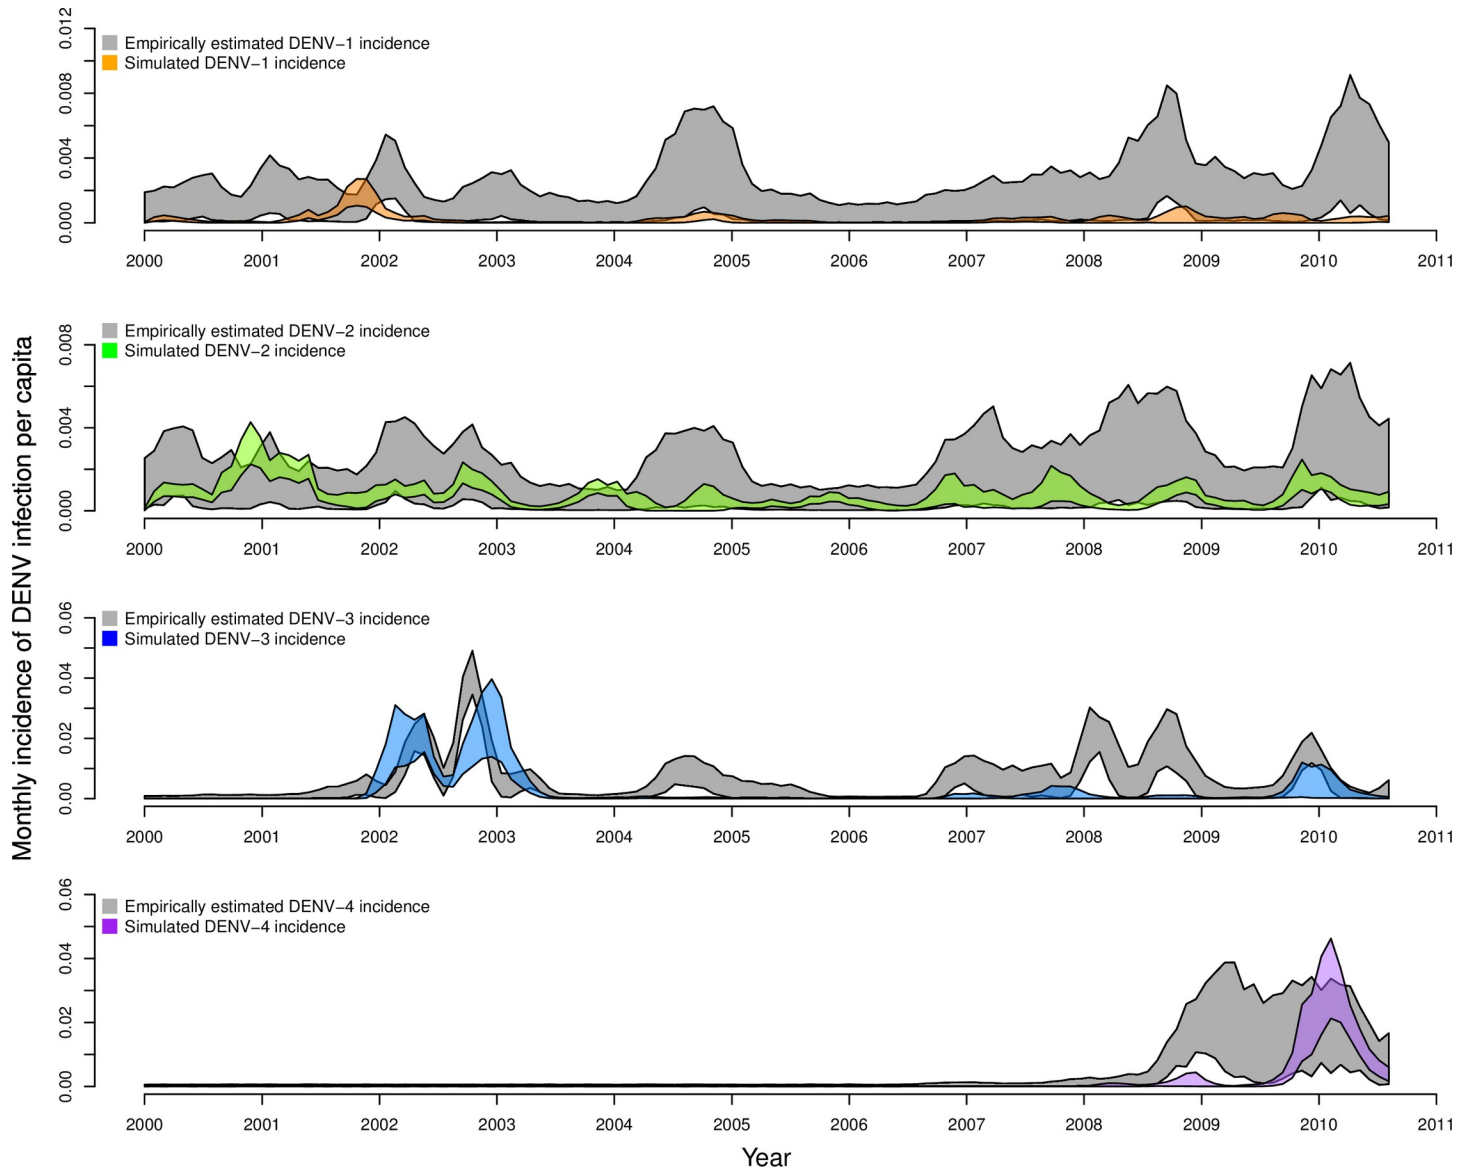 Monthly incidence of DENV infection per capita
0.012
0.008
0.004
0.000
Empirically estimated DENV−1 incidence
Simulated DENV−1 incidence
2000 2001 2002 2003 2004 2005 2006 2007 2008 2009 2010 2011
0.008
0.004
0.000
Empirically estimated DENV−2 incidence
Simulated DENV−2 incidence
2000 2001 2002 2003 2004 2005 2006 2007 2008 2009 2010 2011
0.06
0.04
0.02
0.00
Empirically estimated DENV−3 incidence
Simulated DENV−3 incidence
2000 2001 2002 2003 2004 2005 2006 2007 2008 2009 2010 2011
0.06
0.04
0.02
0.00
Empirically estimated DENV−4 incidence
Simulated DENV−4 incidence
2000 2001 2002 2003 2004 2005 2006 2007 2008 2009 2010 2011
Year